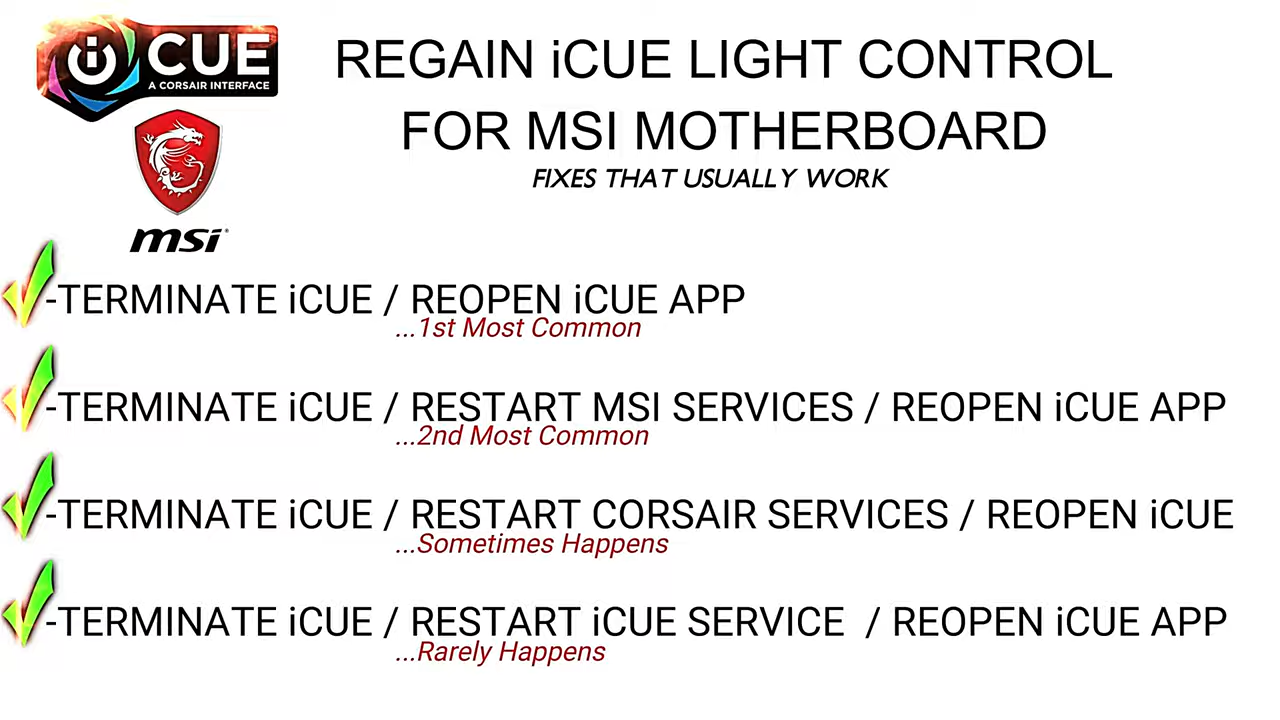 iCUE
A CORSAIR INTERFACE
REGAIN iCUE LIGHT CONTROL
FOR MSI MOTHERBOARD
FIXES THAT USUALLY WORK
msi
-TERMINATE iCUE / REOPEN iCUE APP
...1st Most Common
-TERMINATE iCUE / RESTART MSI SERVICES / REOPEN iCUE APP
...2nd Most Common
-TERMINATE iCUE / RESTART CORSAIR SERVICES / REOPEN iCUE
...Sometimes Happens
-TERMINATE iCUE / RESTART iCUE SERVICE / REOPEN iCUE APP
...Rarely Happens